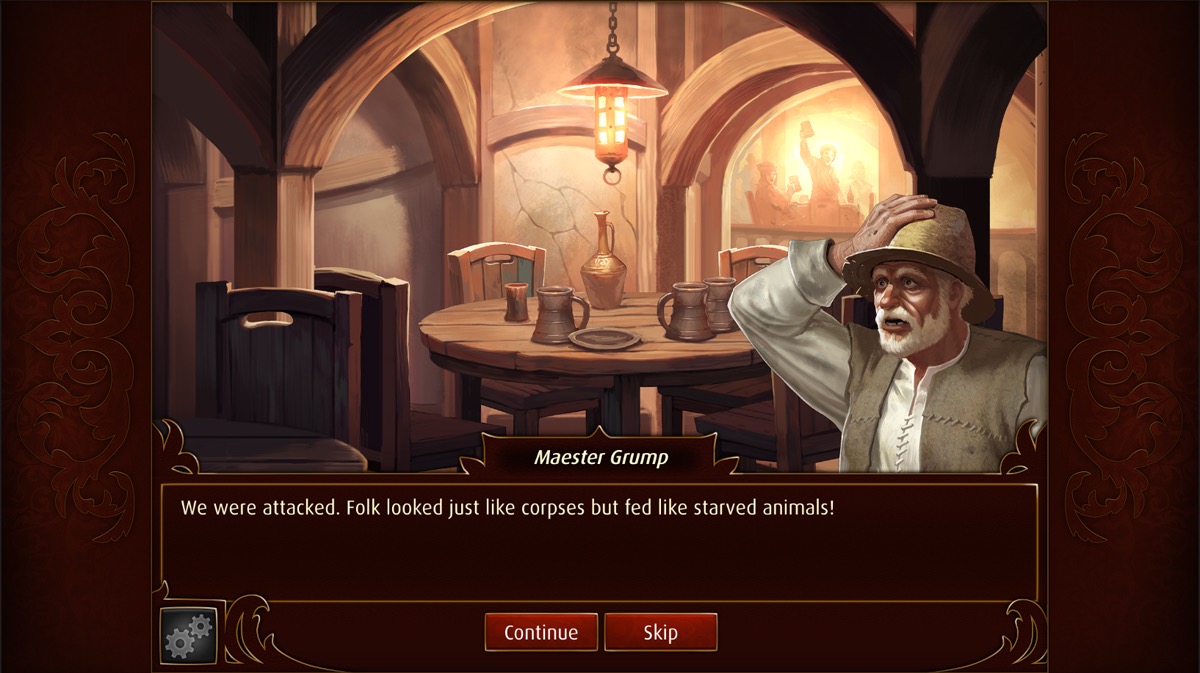 Maester Grump
We were attacked. Folk looked just like corpses but fed like starved animals!
Continue
Skip